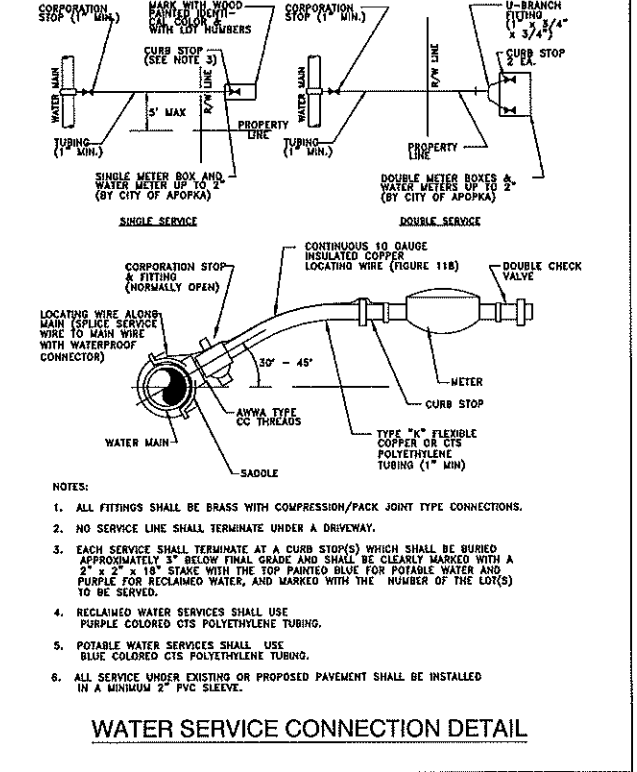 CORPORATION
STOP (1" MIN.)
MARK WITH WOOD
PAINTED IDENTI-
CAL COLOR &
WITH LOT NUMBERS
CURB STOP
(SEE NOTE 3)
WATER MAIN
R/W LINE
5' MAX
PROPERTY
LINE
TUBING
(1" MIN.)
SINGLE METER BOX AND
WATER METER UP TO 2"
(BY CITY OF APOPKA)
SINGLE SERVICE
CORPORATION
STOP (1" MIN.)
U-BRANCH
FITTING
(1" x 3/4"
x 3/4")
CURB STOP
2 EA.
WATER MAIN
R/W LINE
TUBING
(1" MIN.)
PROPERTY
LINE
DOUBLE METER BOXES &
WATER METERS UP TO 2"
(BY CITY OF APOPKA)
DOUBLE SERVICE
CONTINUOUS 10 GAUGE
INSULATED COPPER
LOCATING WIRE (FIGURE 11B)
CORPORATION STOP
& FITTING
(NORMALLY OPEN)
DOUBLE CHECK
VALVE
LOCATING WIRE ALONG
MAIN (SPLICE SERVICE
WIRE TO MAIN WIRE
WITH WATERPROOF
CONNECTOR)
30° - 45°
METER
CURB STOP
AWWA TYPE
CC THREADS
TYPE "K" FLEXIBLE
COPPER OR CTS
POLYETHYLENE
TUBING (1" MIN)
WATER MAIN
SADDLE
NOTES:
1. ALL FITTINGS SHALL BE BRASS WITH COMPRESSION/PACK JOINT TYPE CONNECTIONS.
2. NO SERVICE LINE SHALL TERMINATE UNDER A DRIVEWAY.
3. EACH SERVICE SHALL TERMINATE AT A CURB STOP(S) WHICH SHALL BE BURIED
APPROXIMATELY 3" BELOW FINAL GRADE AND SHALL BE CLEARLY MARKED WITH A
2" x 2" x 18" STAKE WITH THE TOP PAINTED BLUE FOR POTABLE WATER AND
PURPLE FOR RECLAIMED WATER, AND MARKED WITH THE NUMBER OF THE LOT(S)
TO BE SERVED.
4. RECLAIMED WATER SERVICES SHALL USE
PURPLE COLORED CTS POLYETHYLENE TUBING.
5. POTABLE WATER SERVICES SHALL USE
BLUE COLORED CTS POLYETHYLENE TUBING.
6. ALL SERVICE UNDER EXISTING OR PROPOSED PAVEMENT SHALL BE INSTALLED
IN A MINIMUM 2" PVC SLEEVE.
WATER SERVICE CONNECTION DETAIL